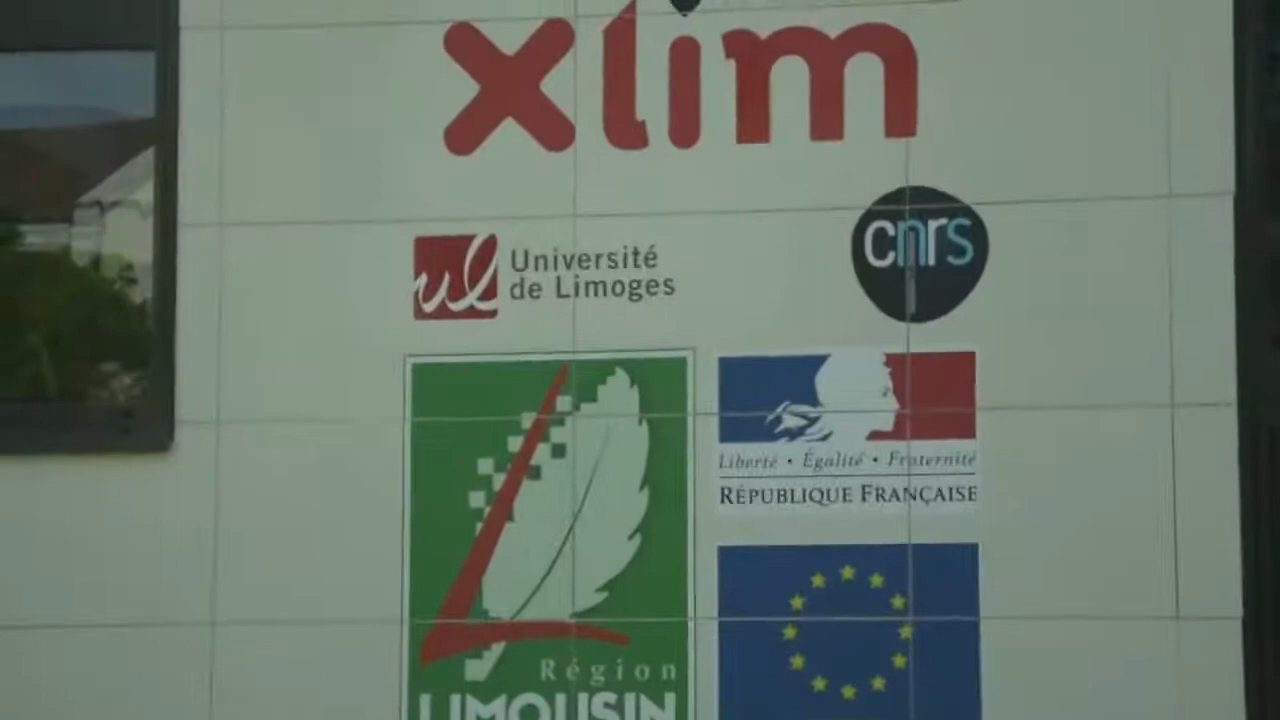 xlim
ul
Université
de Limoges
cnrs
Liberté • Égalité • Fraternité
RÉPUBLIQUE FRANÇAISE
Région
LIMOUSIN